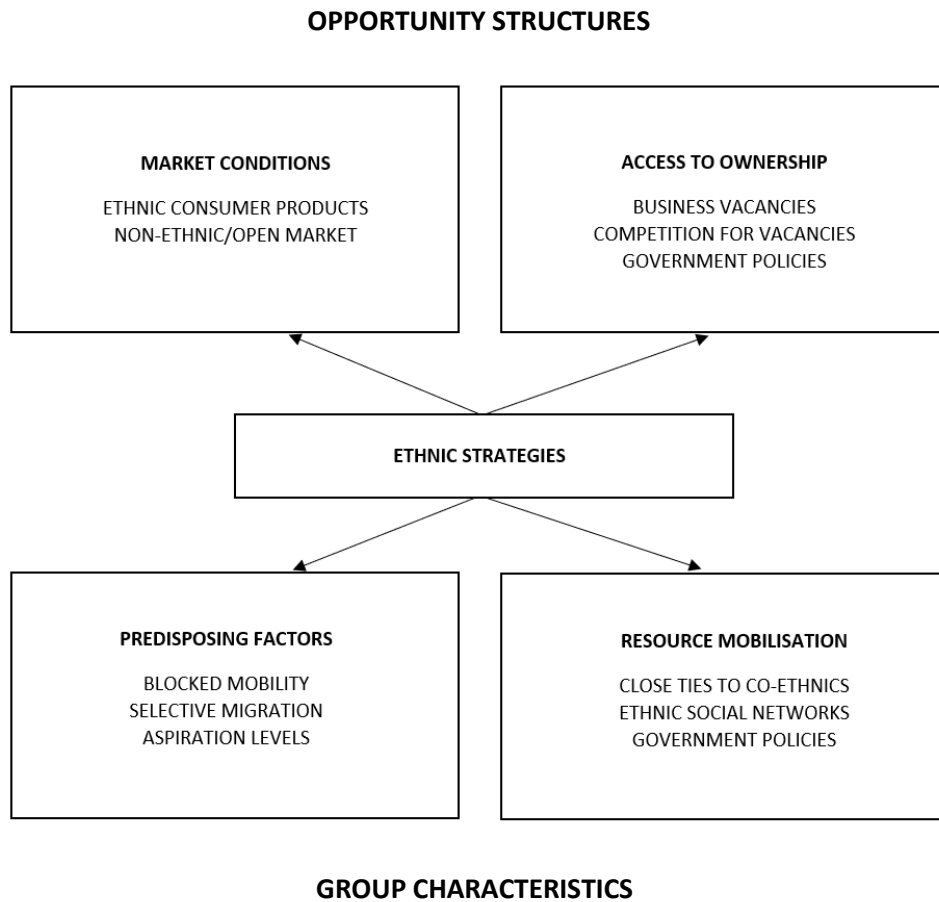 OPPORTUNITY STRUCTURES
MARKET CONDITIONS
ETHNIC CONSUMER PRODUCTS
NON-ETHNIC/OPEN MARKET
ACCESS TO OWNERSHIP
BUSINESS VACANCIES
COMPETITION FOR VACANCIES
GOVERNMENT POLICIES
ETHNIC STRATEGIES
PREDISPOSING FACTORS
BLOCKED MOBILITY
SELECTIVE MIGRATION
ASPIRATION LEVELS
RESOURCE MOBILISATION
CLOSE TIES TO CO-ETHNICS
ETHNIC SOCIAL NETWORKS
GOVERNMENT POLICIES
GROUP CHARACTERISTICS